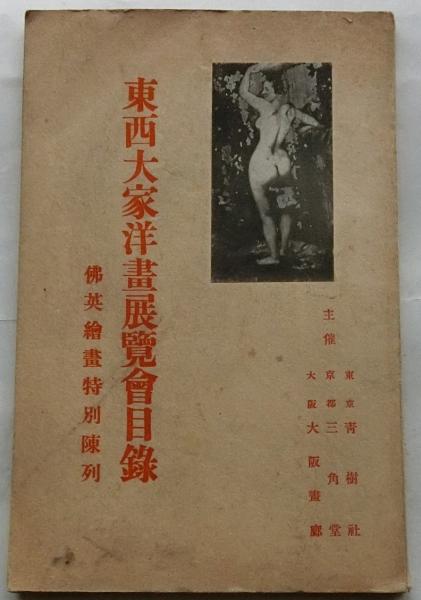 主催
東京 青樹社
京都 三角堂
大阪 大阪畫廊
東西大家洋畫展覽會目錄
佛英繪畫特別陳列